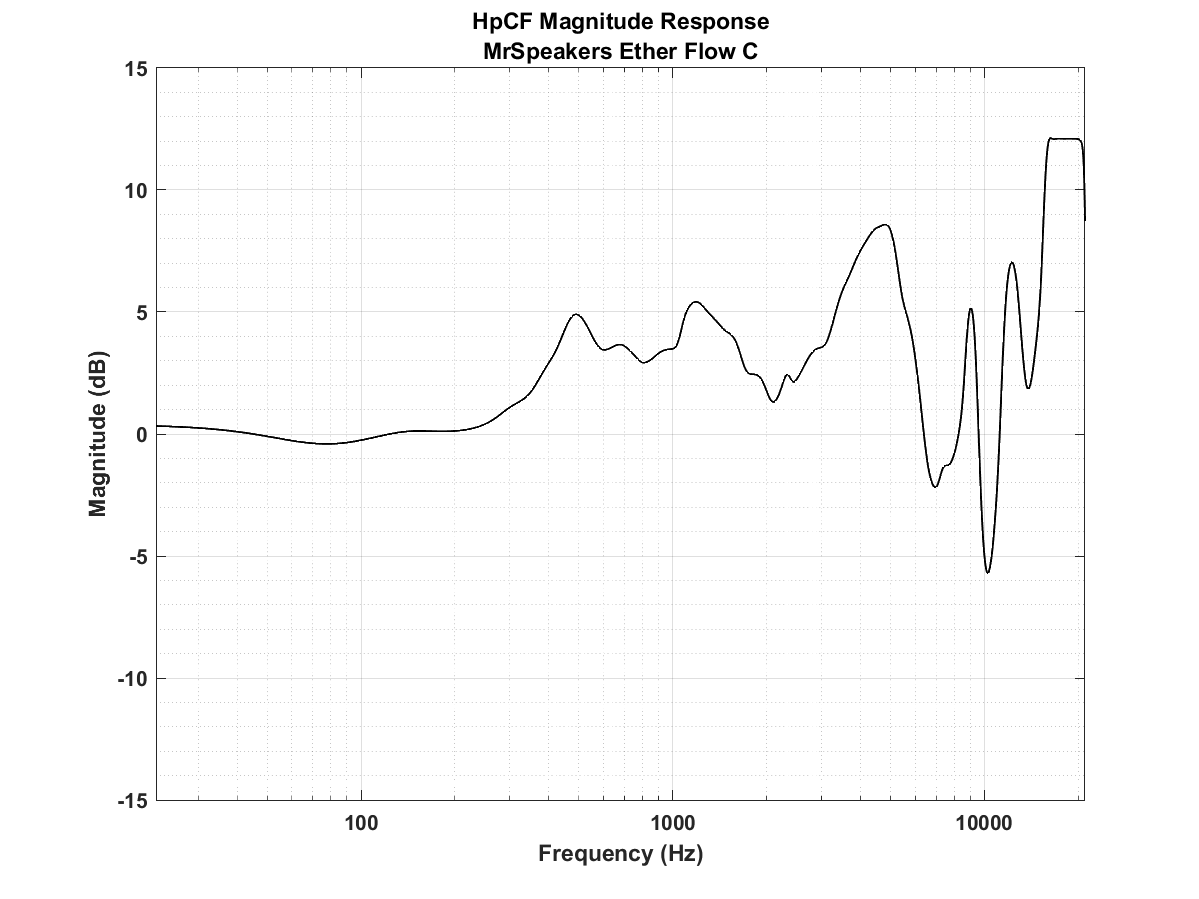 HpCF Magnitude Response
MrSpeakers Ether Flow C
15
10
5
0
-5
-10
-15
Magnitude (dB)
100 1000 10000
Frequency (Hz)